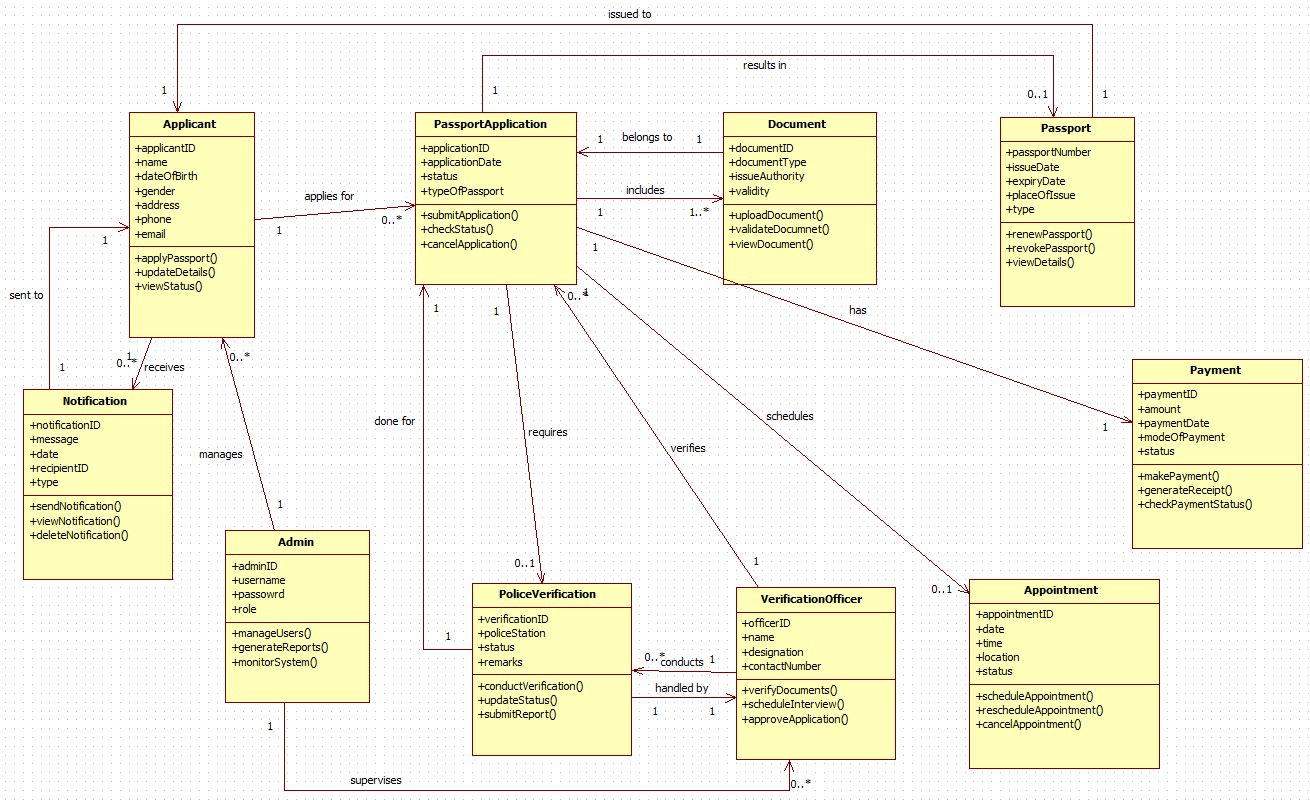 issued to
1
1
results in
1
0..1
Applicant
+applicantID
+name
+dateOfBirth
+gender
+address
+phone
+email
+applyPassport()
+updateDetails()
+viewStatus()
applies for
1
0..*
PassportApplication
+applicationID
+applicationDate
+status
+typeOfPassport
+submitApplication()
+checkStatus()
+cancelApplication()
1
belongs to
1
includes
1
1..*
Document
+documentID
+documentType
+issueAuthority
+validity
+uploadDocument()
+validateDocumnet()
+viewDocument()
Passport
+passportNumber
+issueDate
+expiryDate
+placeOfIssue
+type
+renewPassport()
+revokePassport()
+viewDetails()
1
sent to
1
1
0..*
receives
0..*
manages
1
Notification
+notificationID
+message
+date
+recipientID
+type
+sendNotification()
+viewNotification()
+deleteNotification()
1
has
1
Payment
+paymentID
+amount
+paymentDate
+modeOfPayment
+status
+makePayment()
+generateReceipt()
+checkPaymentStatus()
1
done for
1
1
requires
0..1
0..*
verifies
1
1
schedules
0..1
Admin
+adminID
+username
+passowrd
+role
+manageUsers()
+generateReports()
+monitorSystem()
PoliceVerification
+verificationID
+policeStation
+status
+remarks
+conductVerification()
+updateStatus()
+submitReport()
0..*
conducts
1
handled by
1
1
VerificationOfficer
+officerID
+name
+designation
+contactNumber
+verifyDocuments()
+scheduleInterview()
+approveApplication()
Appointment
+appointmentID
+date
+time
+location
+status
+scheduleAppointment()
+rescheduleAppointment()
+cancelAppointment()
1
supervises
0..*